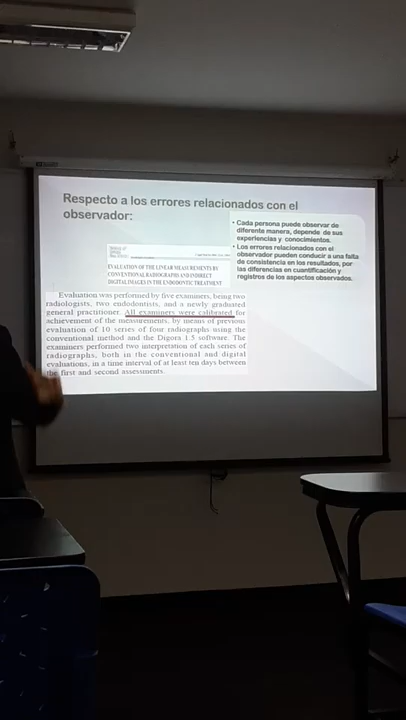 Respecto a los errores relacionados con el
observador:
• Cada persona puede observar de
diferente manera, depende de sus
experiencias y conocimientos.
• Los errores relacionados con el
observador pueden conducir a una falta
de consistencia en los resultados, por
las diferencias en cuantificación y
registros de los aspectos observados.
EVALUATION OF THE LINEAR MEASUREMENTS BY
CONVENTIONAL RADIOGRAPHS AND INDIRECT
DIGITAL IMAGES IN THE ENDODONTIC TREATMENT
Evaluation was performed by five examiners, being two
radiologists, two endodontists, and a newly graduated
general practitioner. All examiners were calibrated for
achievement of the measurements, by means of previous
evaluation of 10 series of four radiographs using the
conventional method and the Digora 1.5 software. The
examiners performed two interpretation of each series of
radiographs, both in the conventional and digital
evaluations, in a time interval of at least ten days between
the first and second assessments.